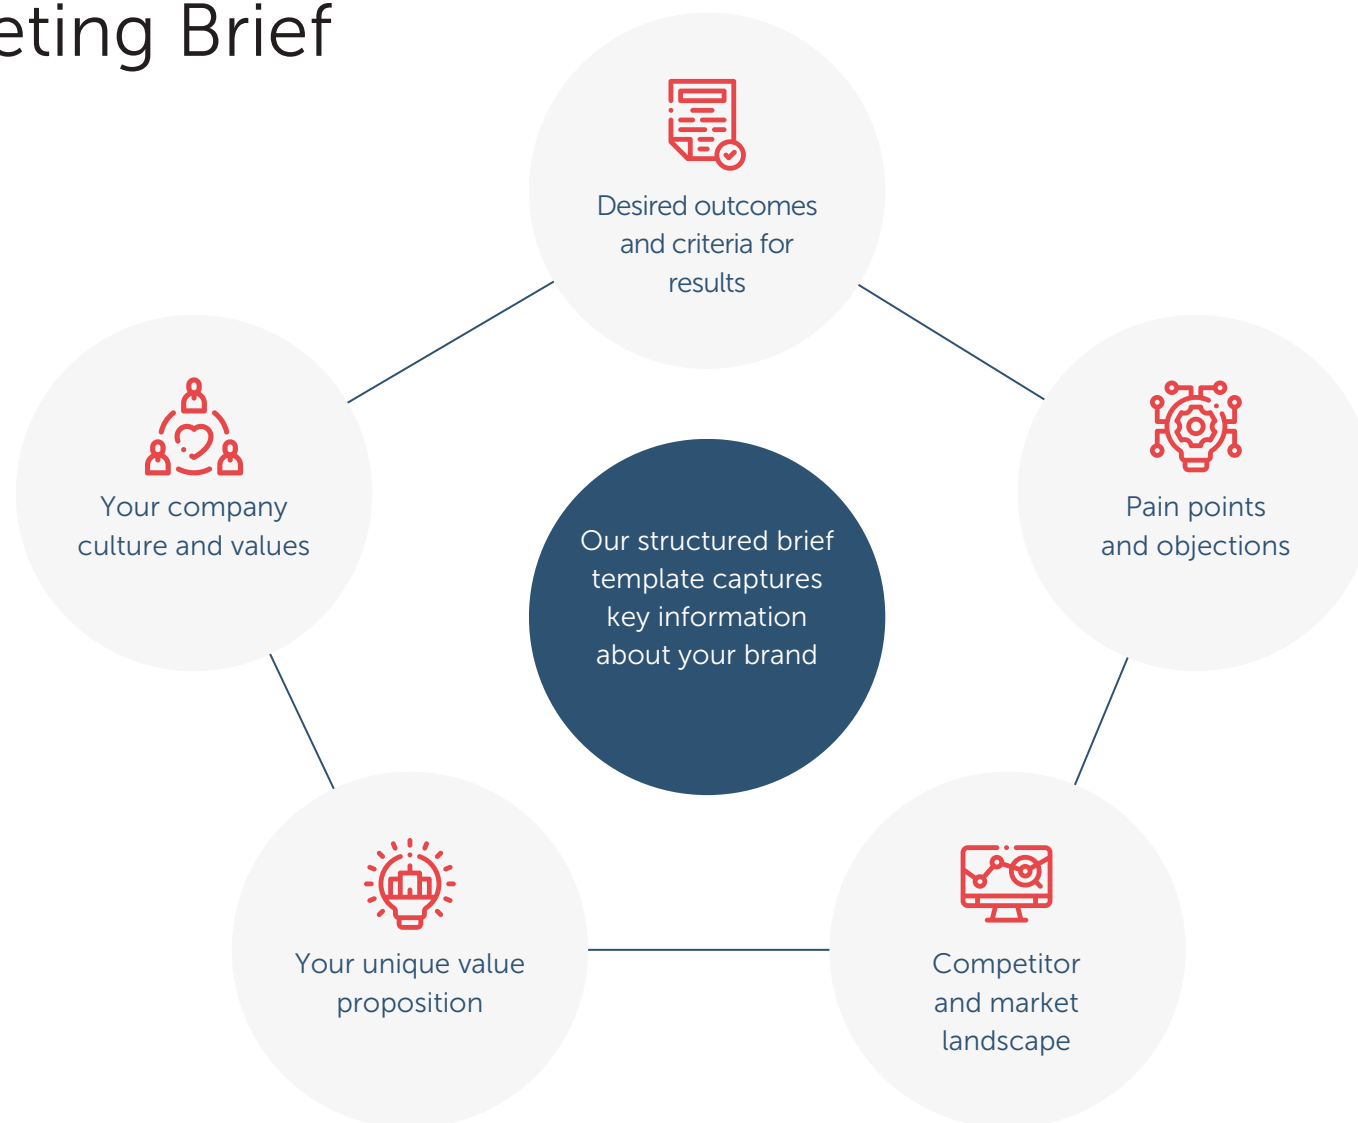 eting Brief
Desired outcomes
and criteria for
results
Your company
culture and values
Pain points
and objections
Our structured brief
template captures
key information
about your brand
Your unique value
proposition
Competitor
and market
landscape